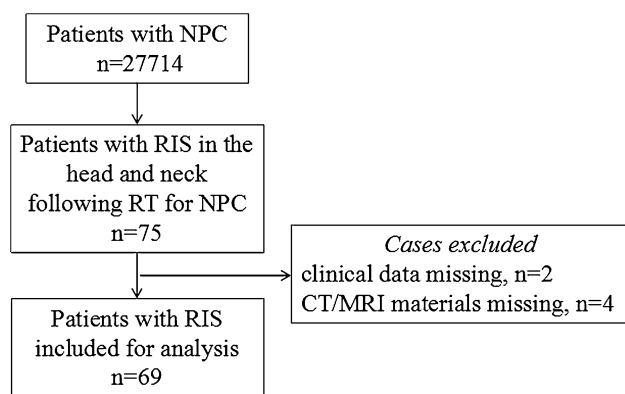 Patients with NPC
n=27714
Patients with RIS in the
head and neck
following RT for NPC
n=75
Cases excluded
clinical data missing, n=2
CT/MRI materials missing, n=4
Patients with RIS
included for analysis
n=69